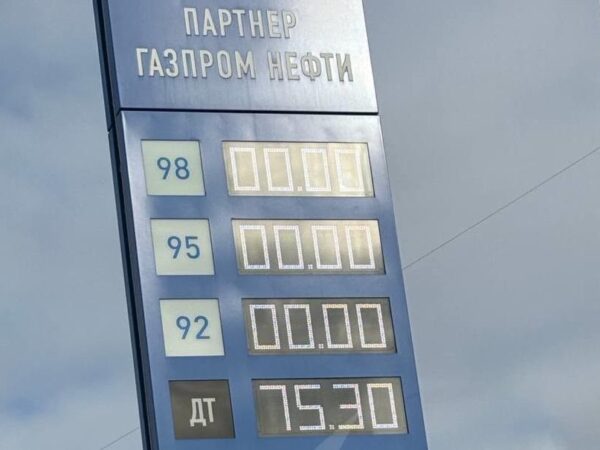 ПАРТНЕР
ГАЗПРОМ НЕФТИ
98 00.00
95 00.00
92 00.00
ДТ 75.30